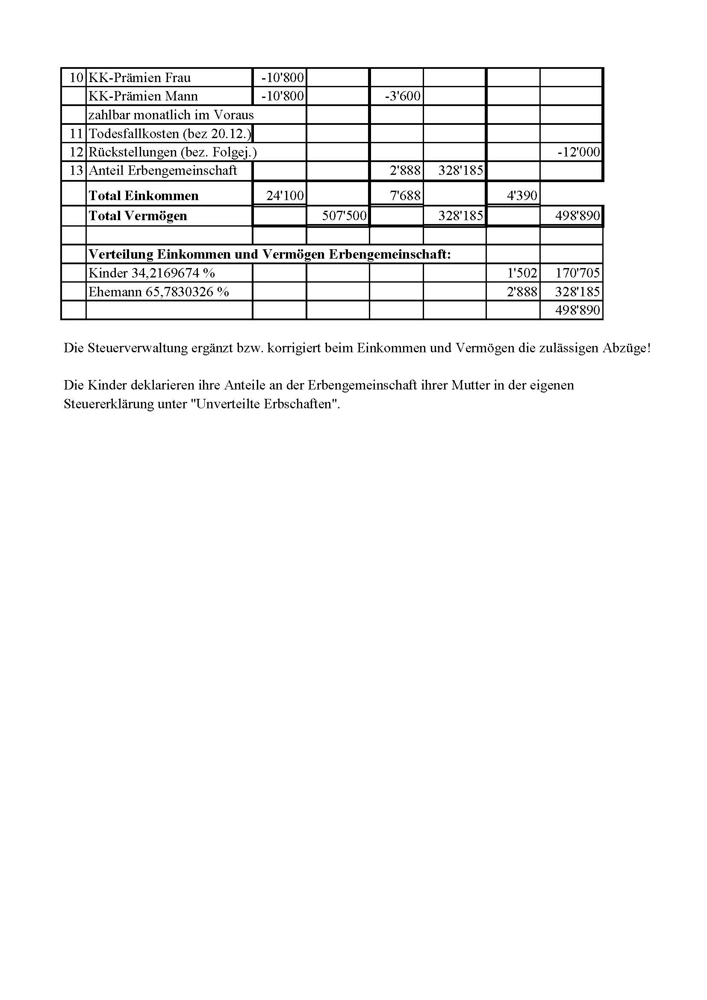 10 KK-Prämien Frau -10'800
KK-Prämien Mann -10'800 -3'600
zahlbar monatlich im Voraus
11 Todesfallkosten (bez 20.12.)
12 Rückstellungen (bez. Folgej.) -12'000
13 Anteil Erbengemeinschaft 2'888 328'185
Total Einkommen 24'100 7'688 4'390
Total Vermögen 507'500 328'185 498'890
Verteilung Einkommen und Vermögen Erbengemeinschaft:
Kinder 34,2169674 % 1'502 170'705
Ehemann 65,7830326 % 2'888 328'185
498'890
Die Steuerverwaltung ergänzt bzw. korrigiert beim Einkommen und Vermögen die zulässigen Abzüge!
Die Kinder deklarieren ihre Anteile an der Erbengemeinschaft ihrer Mutter in der eigenen
Steuererklärung unter "Unverteilte Erbschaften".